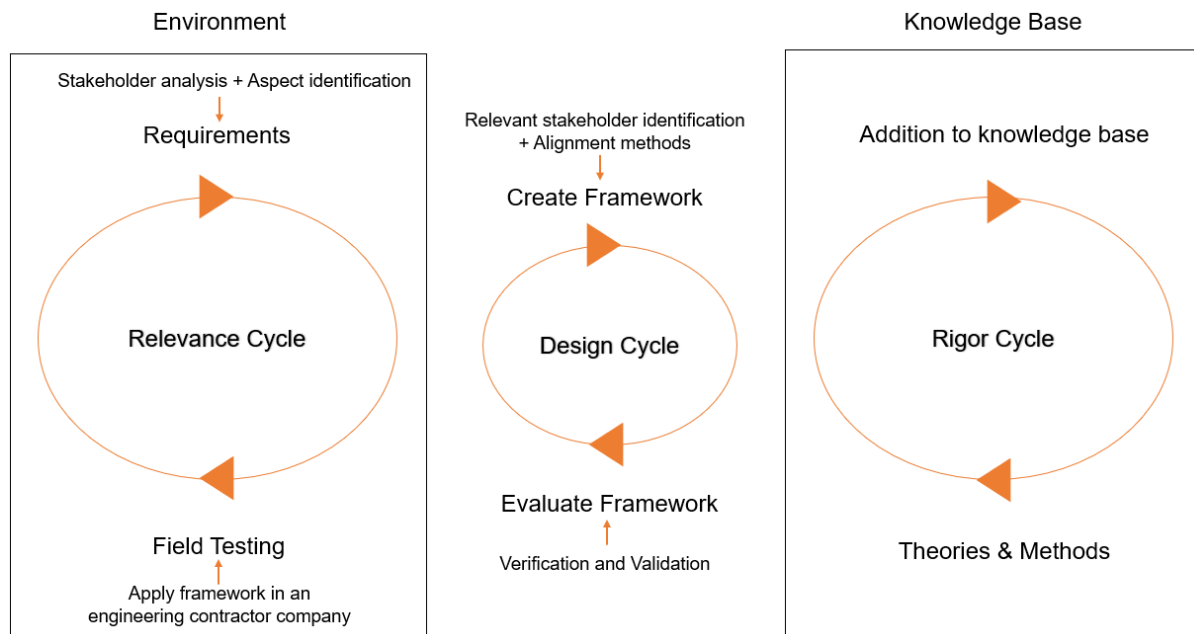 Environment
Stakeholder analysis + Aspect identification
Requirements
Relevance Cycle
Field Testing
Apply framework in an
engineering contractor company
Relevant stakeholder identification
+ Alignment methods
Create Framework
Design Cycle
Evaluate Framework
Verification and Validation
Knowledge Base
Addition to knowledge base
Rigor Cycle
Theories & Methods